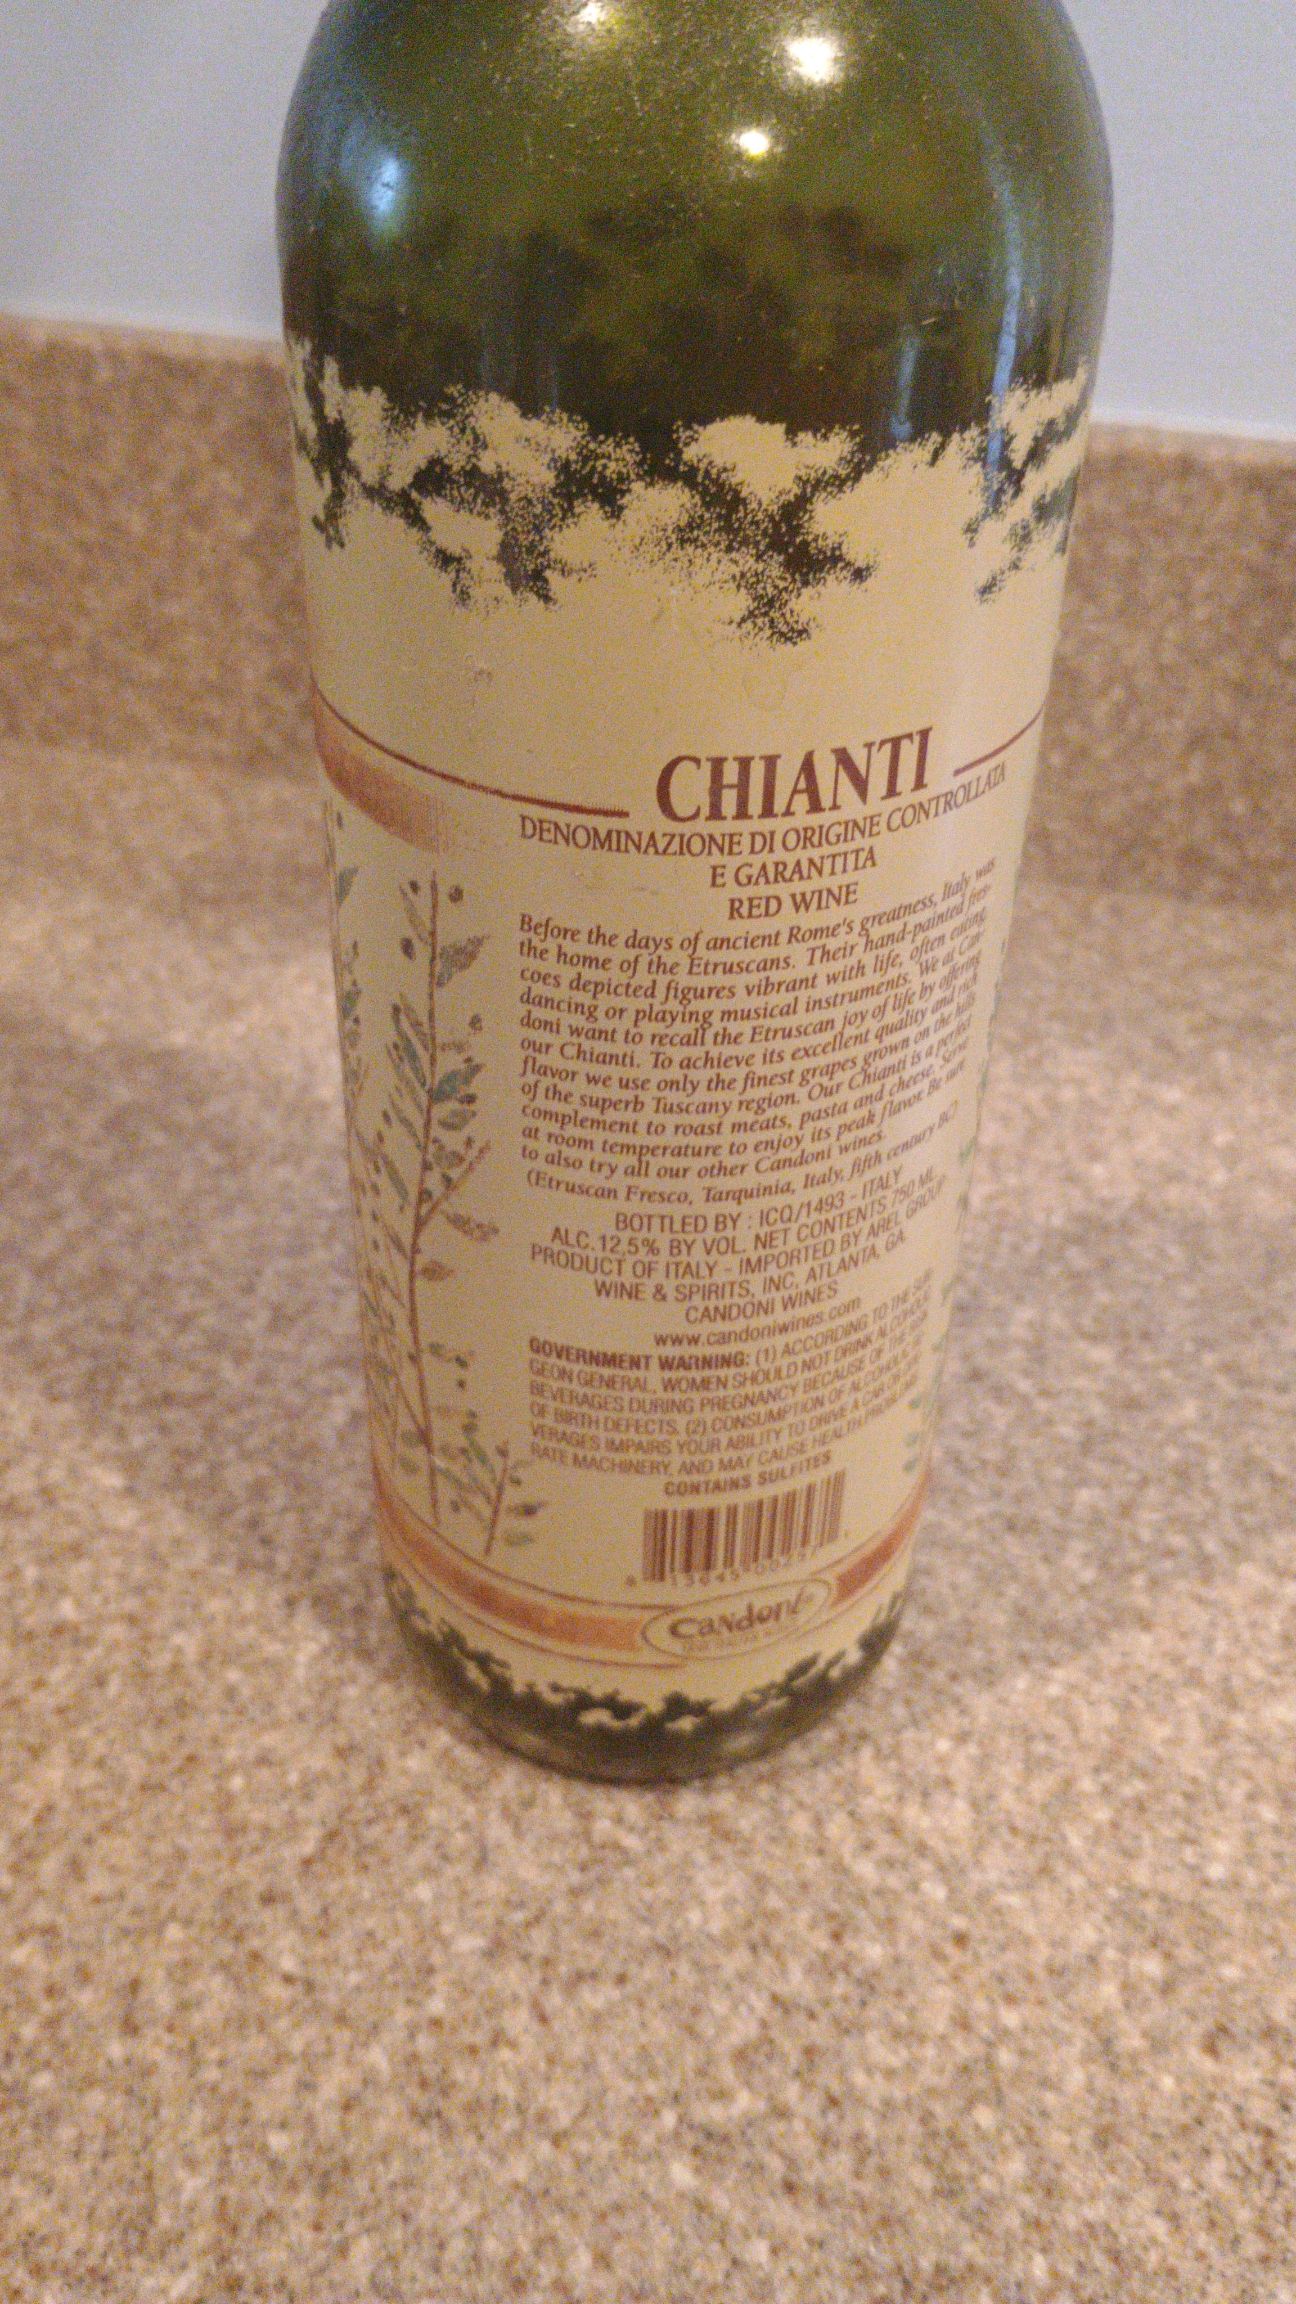 CHIANTI
DENOMINAZIONE DI ORIGINE CONTROLLATA
E GARANTITA
RED WINE
Before the days of ancient Rome's greatness, Italy was
the home of the Etruscans. Their hand-painted fres-
coes depicted figures vibrant with life, often eating,
dancing or playing musical instruments. We at Can-
doni want to recall the Etruscan joy of life by offering
our Chianti. To achieve its excellent quality and rich
flavor we use only the finest grapes grown on the hills
of the superb Tuscany region. Our Chianti is a perfect
complement to roast meats, pasta and cheese. Serve
at room temperature to enjoy its peak flavor. Be sure
to also try all our other Candoni wines.
(Etruscan Fresco, Tarquinia, Italy, fifth century BC)
BOTTLED BY : ICQ/1493 - ITALY
ALC.12,5% BY VOL. NET CONTENTS 750 ML
PRODUCT OF ITALY - IMPORTED BY AREL GROUP
WINE & SPIRITS, INC, ATLANTA, GA
CANDONI WINES
www.candoniwines.com
GOVERNMENT WARNING: (1) ACCORDING TO THE SUR-
GEON GENERAL, WOMEN SHOULD NOT DRINK ALCOHOLIC
BEVERAGES DURING PREGNANCY BECAUSE OF THE RISK
OF BIRTH DEFECTS. (2) CONSUMPTION OF ALCOHOLIC BE-
VERAGES IMPAIRS YOUR ABILITY TO DRIVE A CAR OR OPE-
RATE MACHINERY, AND MAY CAUSE HEALTH PROBLEMS
CONTAINS SULFITES
Candoni